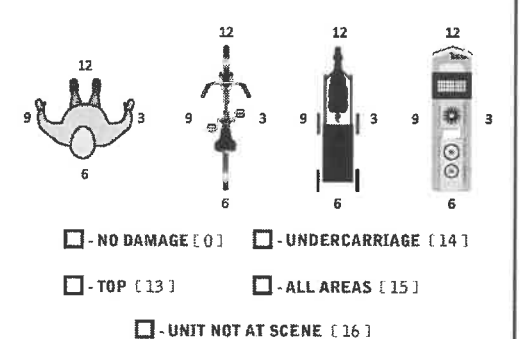 12
12
12
12
9 3
9 3
9 3
9 3
6
6
6
6
- NO DAMAGE [ 0 ]
- UNDERCARRIAGE [ 14 ]
- TOP [ 13 ]
- ALL AREAS [ 15 ]
- UNIT NOT AT SCENE [ 16 ]